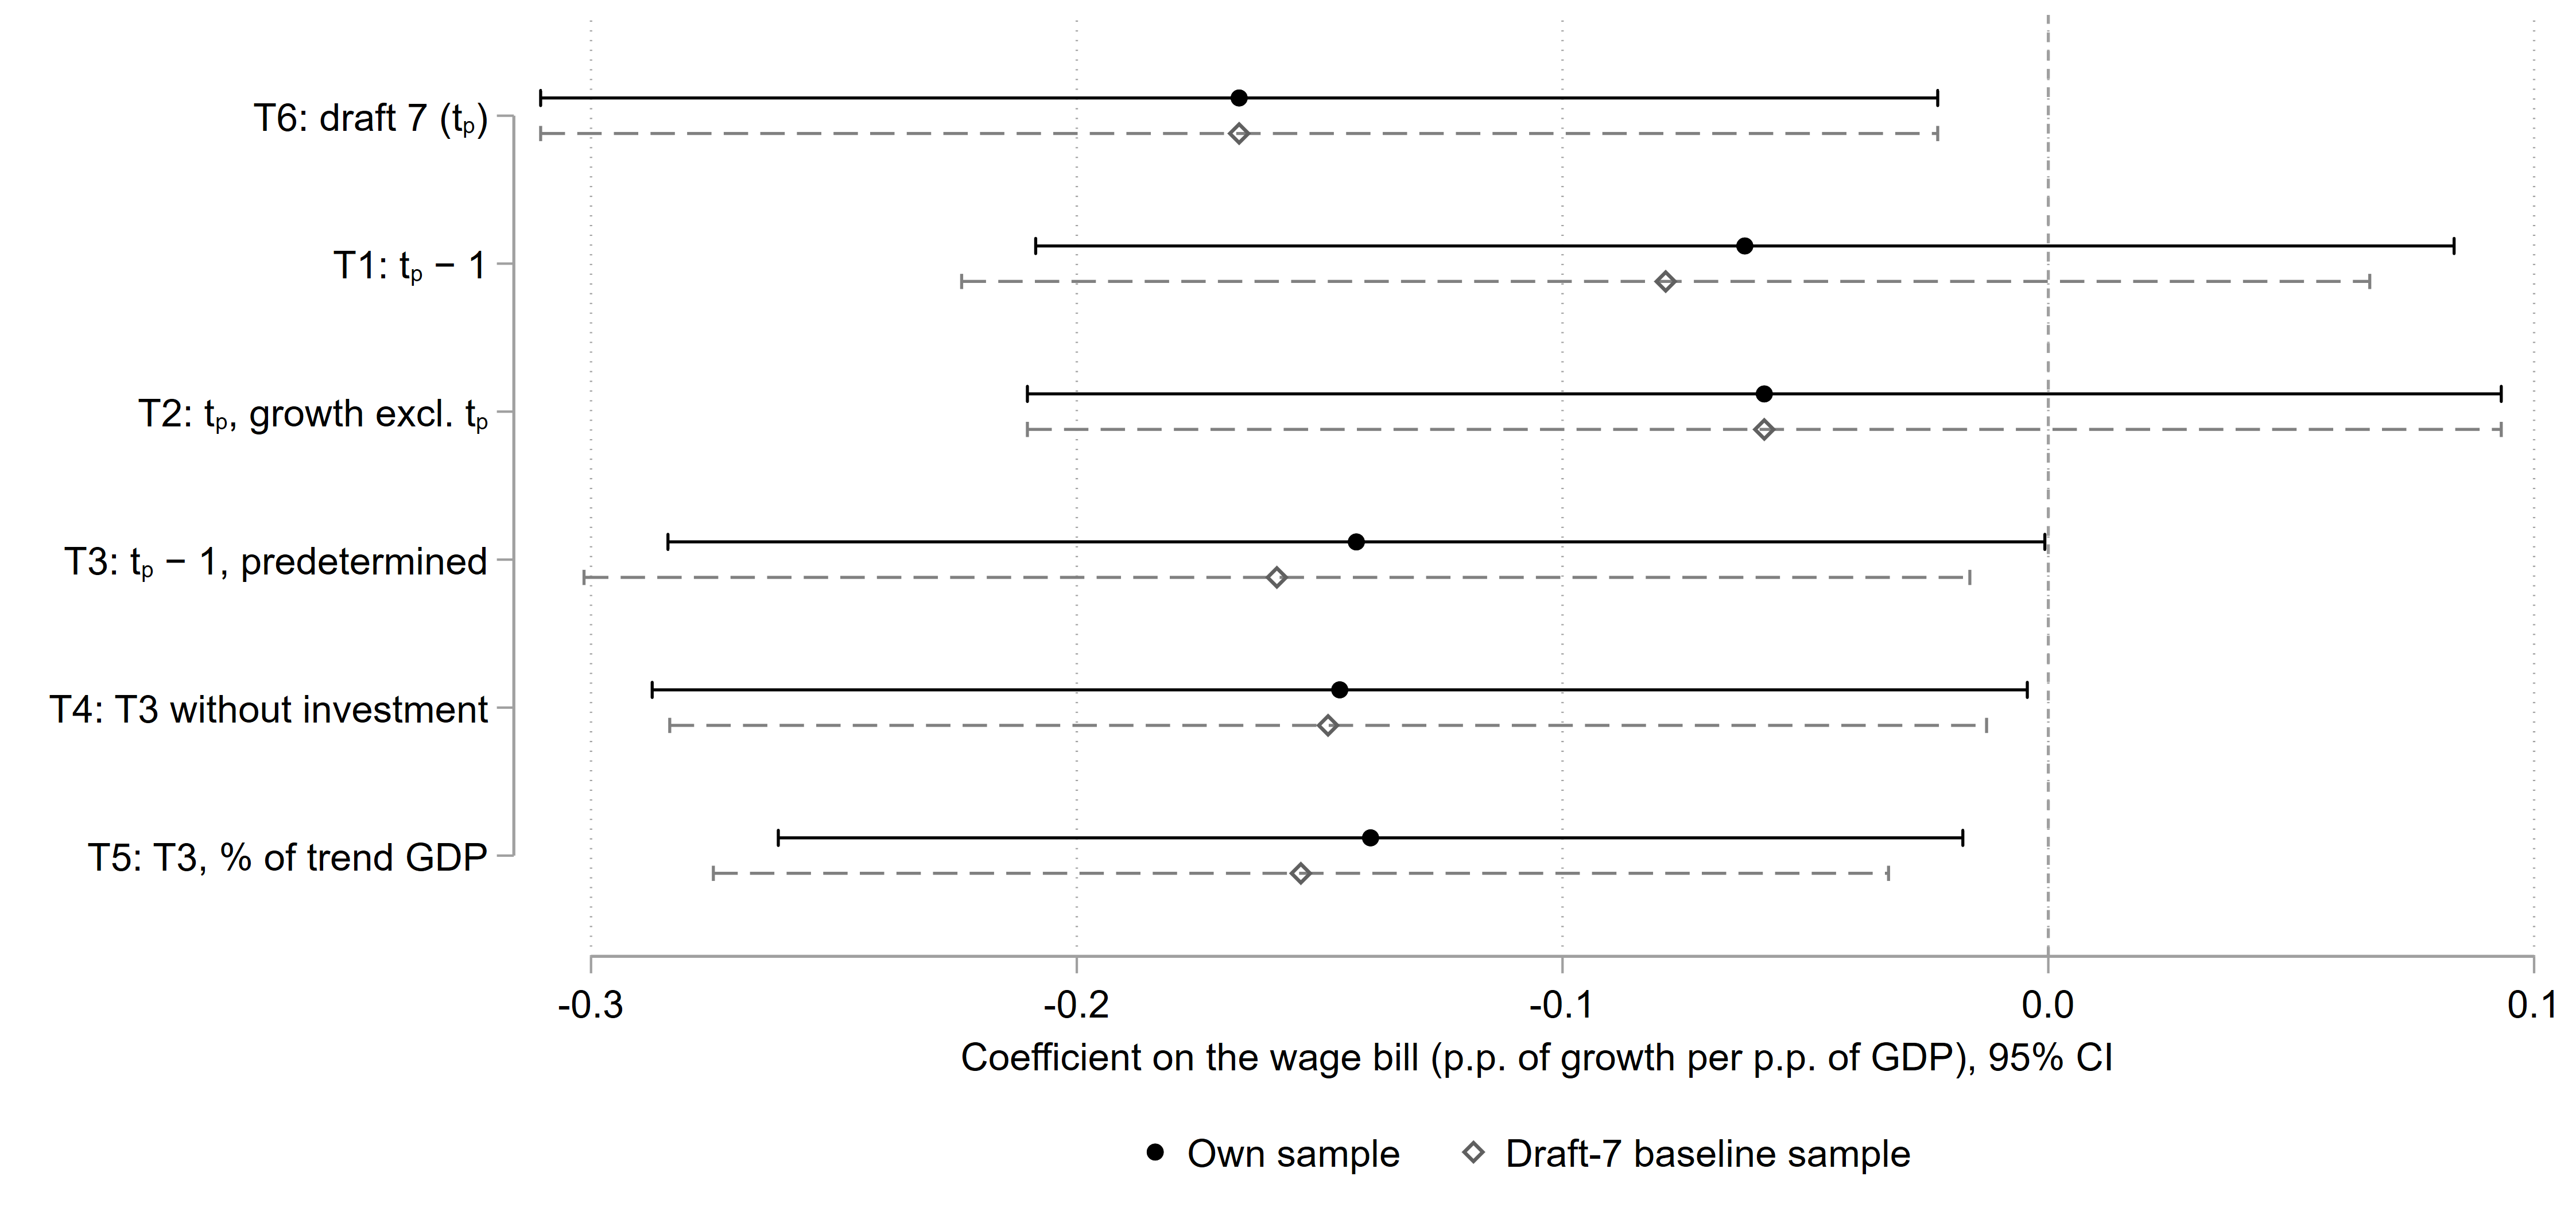 T6: draft 7 (tₚ)
T1: tₚ − 1
T2: tₚ, growth excl. tₚ
T3: tₚ − 1, predetermined
T4: T3 without investment
T5: T3, % of trend GDP
-0.3 -0.2 -0.1 0.0 0.1
Coefficient on the wage bill (p.p. of growth per p.p. of GDP), 95% CI
Own sample Draft-7 baseline sample